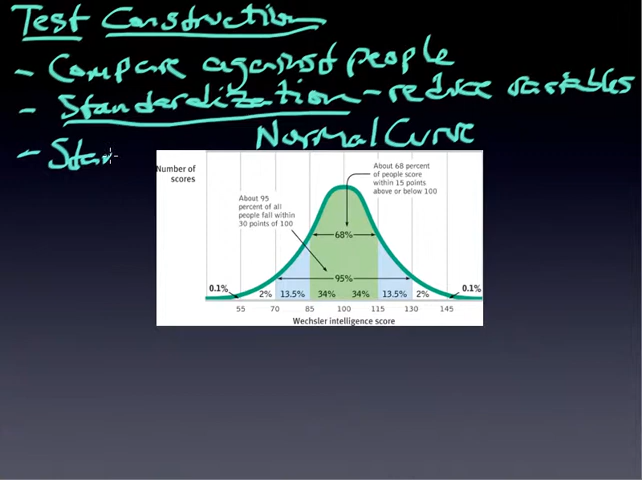 Test Construction
- Compare against people
- Standardization - reduce variables
Normal Curve
- Stan
Number of
scores
About 68 percent
of people score
within 15 points
above or below 100
About 95
percent of all
people fall within
30 points of 100
68%
95%
0.1% 2% 13.5% 34% 34% 13.5% 2% 0.1%
55 70 85 100 115 130 145
Wechsler intelligence score